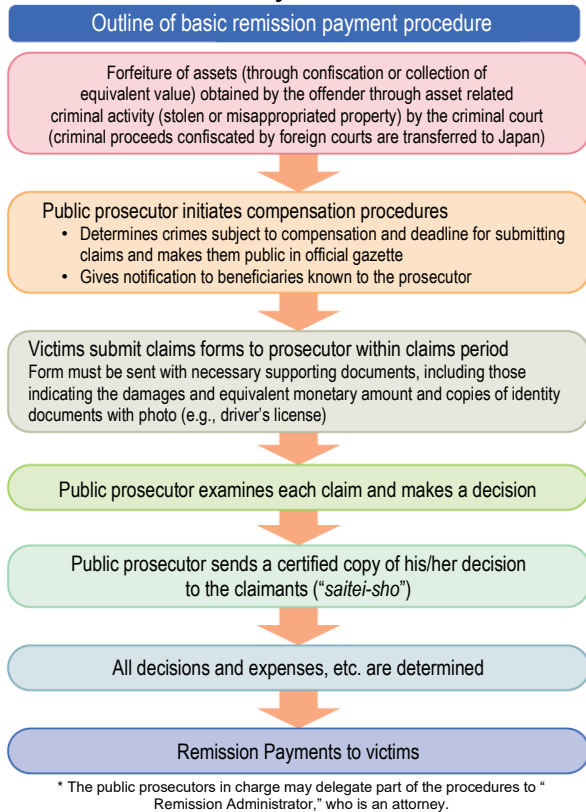 Outline of basic remission payment procedure
Forfeiture of assets (through confiscation or collection of
equivalent value) obtained by the offender through asset related
criminal activity (stolen or misappropriated property) by the criminal court
(criminal proceeds confiscated by foreign courts are transferred to Japan)
Public prosecutor initiates compensation procedures
• Determines crimes subject to compensation and deadline for submitting
claims and makes them public in official gazette
• Gives notification to beneficiaries known to the prosecutor
Victims submit claims forms to prosecutor within claims period
Form must be sent with necessary supporting documents, including those
indicating the damages and equivalent monetary amount and copies of identity
documents with photo (e.g., driver's license)
Public prosecutor examines each claim and makes a decision
Public prosecutor sends a certified copy of his/her decision
to the claimants (“saitei-sho”)
All decisions and expenses, etc. are determined
Remission Payments to victims
* The public prosecutors in charge may delegate part of the procedures to “
Remission Administrator,” who is an attorney.